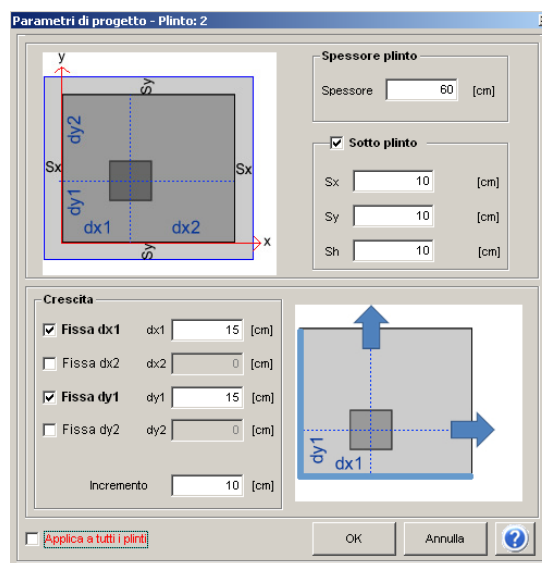 Parametri di progetto - Plinto: 2
y
Sy
dy2
Sx
Sx
dy1
dx1
dx2
x
Sy
Spessore plinto
Spessore 60 [cm]
Sotto plinto
Sx 10 [cm]
Sy 10 [cm]
Sh 10 [cm]
Crescita
Fissa dx1 dx1 15 [cm]
Fissa dx2 dx2 0 [cm]
Fissa dy1 dy1 15 [cm]
Fissa dy2 dy2 0 [cm]
Incremento 10 [cm]
dy1
dx1
Applica a tutti i plinti
OK
Annulla
?